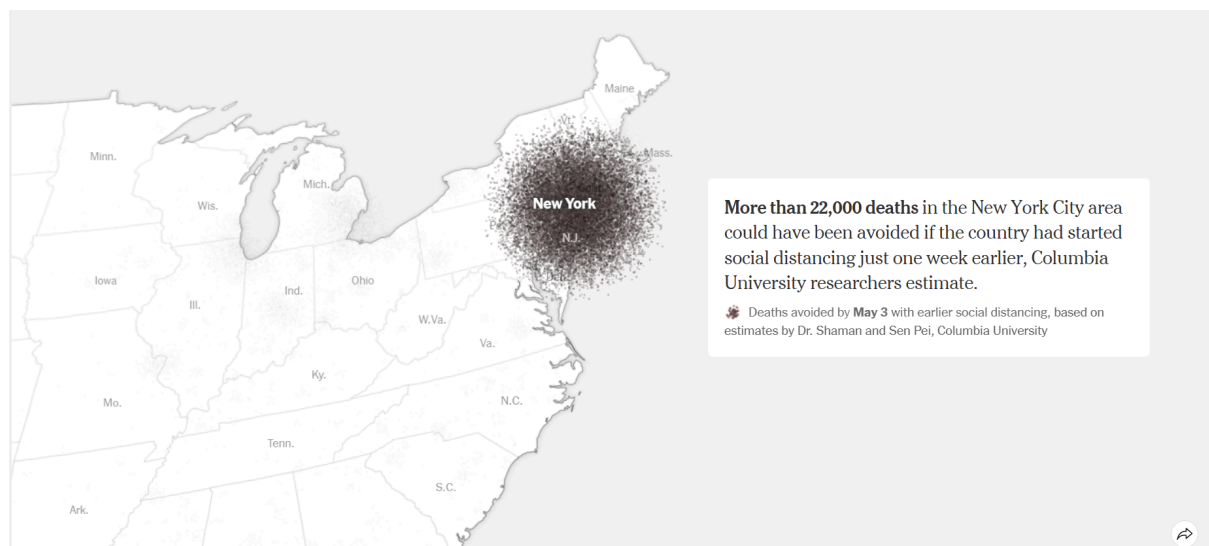 Maine
Vt.
Minn.
Mass.
Mich.
New York
Wis.
N.J.
Iowa
Ohio
Ind.
Ill.
W.Va.
Va.
Ky.
Mo.
N.C.
Tenn.
S.C.
Ark.
More than 22,000 deaths in the New York City area
could have been avoided if the country had started
social distancing just one week earlier, Columbia
University researchers estimate.
Deaths avoided by May 3 with earlier social distancing, based on
estimates by Dr. Shaman and Sen Pei, Columbia University